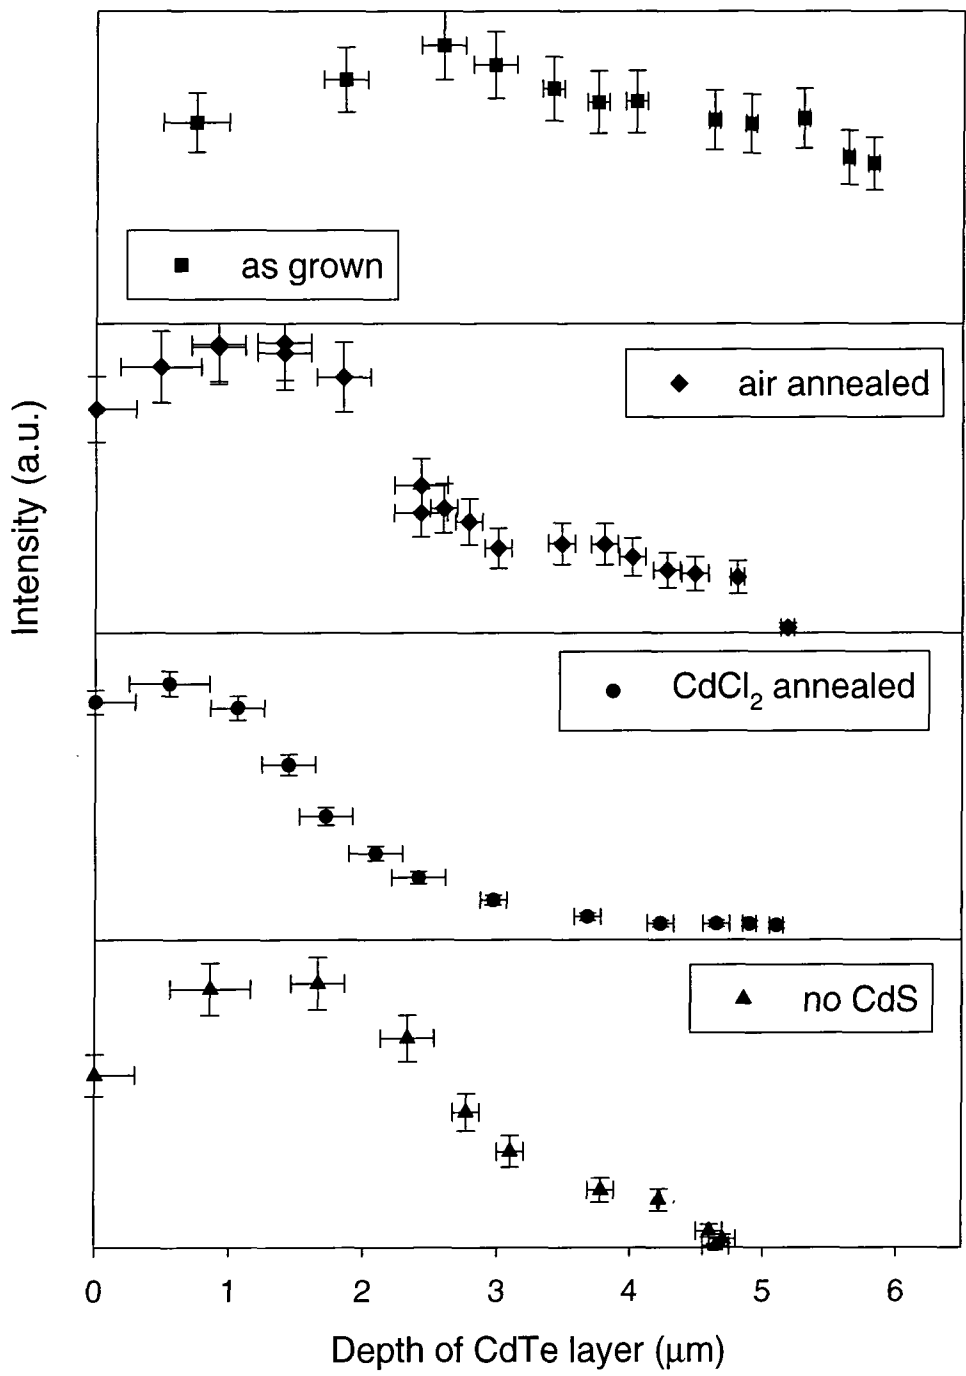 as grown
air annealed
Intensity (a.u.)
CdCl₂ annealed
no CdS
0 1 2 3 4 5 6
Depth of CdTe layer (μm)